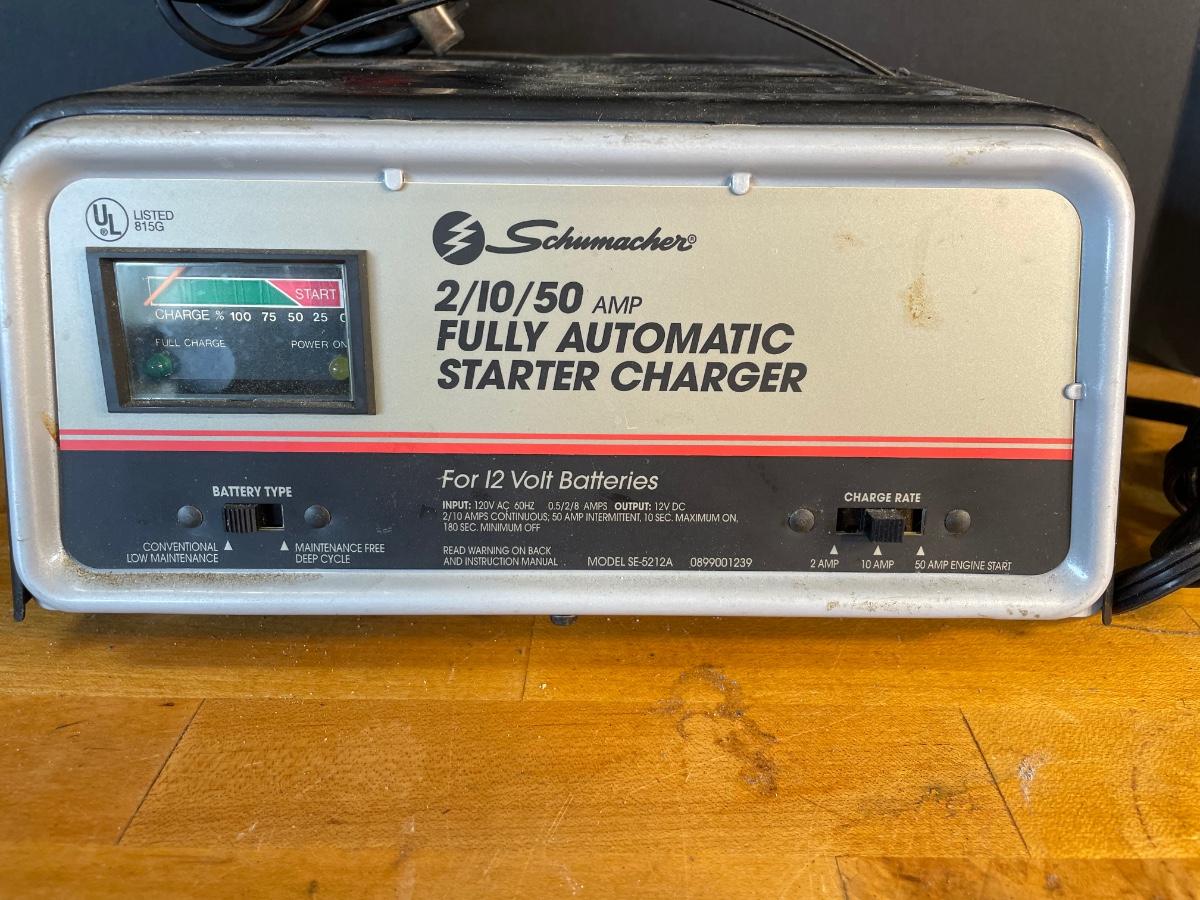 UL ® LISTED
815G
Schumacher®
START
CHARGE % 100 75 50 25
FULL CHARGE POWER ON
2/10/50 AMP
FULLY AUTOMATIC
STARTER CHARGER
For 12 Volt Batteries
INPUT: 120V AC 60HZ 0.5/2/8 AMPS OUTPUT: 12V DC
2/10 AMPS CONTINUOUS; 50 AMP INTERMITTENT, 10 SEC. MAXIMUM ON,
180 SEC. MINIMUM OFF
READ WARNING ON BACK
AND INSTRUCTION MANUAL MODEL SE-5212A 0899001239
BATTERY TYPE
CONVENTIONAL
LOW MAINTENANCE
MAINTENANCE FREE
DEEP CYCLE
CHARGE RATE
2 AMP 10 AMP 50 AMP ENGINE START